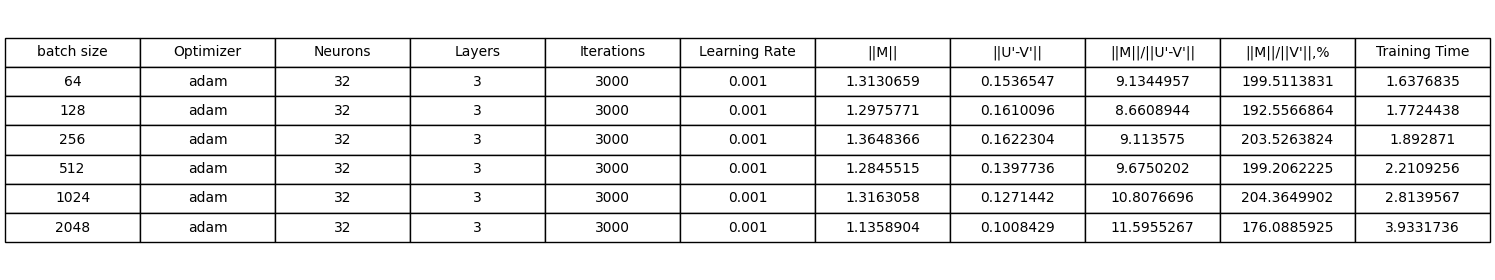 batch size Optimizer Neurons Layers Iterations Learning Rate ||M|| ||U'-V'|| ||M||/||U'-V'|| ||M||/||V'||,% Training Time
64 adam 32 3 3000 0.001 1.3130659 0.1536547 9.1344957 199.5113831 1.6376835
128 adam 32 3 3000 0.001 1.2975771 0.1610096 8.6608944 192.5566864 1.7724438
256 adam 32 3 3000 0.001 1.3648366 0.1622304 9.113575 203.5263824 1.892871
512 adam 32 3 3000 0.001 1.2845515 0.1397736 9.6750202 199.2062225 2.2109256
1024 adam 32 3 3000 0.001 1.3163058 0.1271442 10.8076696 204.3649902 2.8139567
2048 adam 32 3 3000 0.001 1.1358904 0.1008429 11.5955267 176.0885925 3.9331736